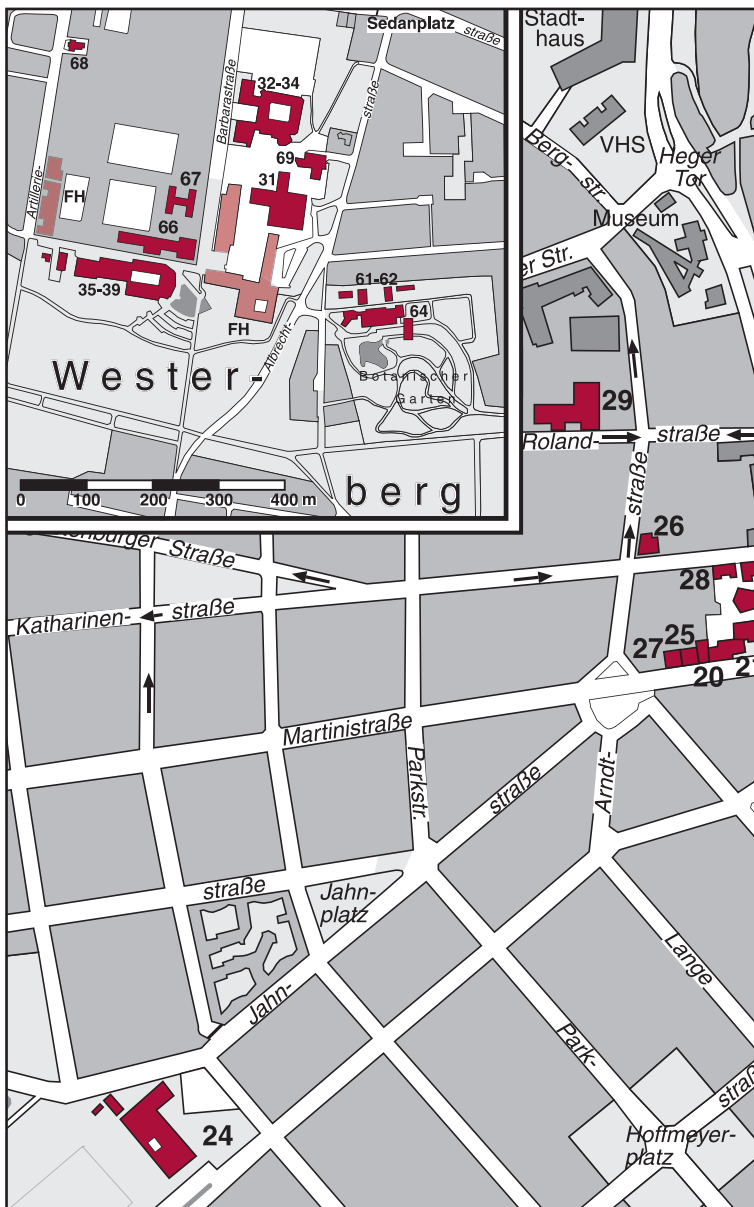 Sedanplatz
straße
68
Barbarastraße
32-34
straße
Artillerie-
FH
67
69
31
66
35-39
FH
61-62
64
Albrecht-
Botanischer
Garten
Wester-
berg
0
100
200
300
400 m
Stadt-
haus
VHS
Berg-
str.
Heger
Tor
Museum
er Str.
29
Roland-
straße
straße
26
burger Straße
28
Katharinen-
straße
27
25
20
Martinistraße
Parkstr.
straße
Arndt-
straße
Jahn-
platz
Lange
Jahn-
Park-
straß
24
Hoffmeyer-
platz